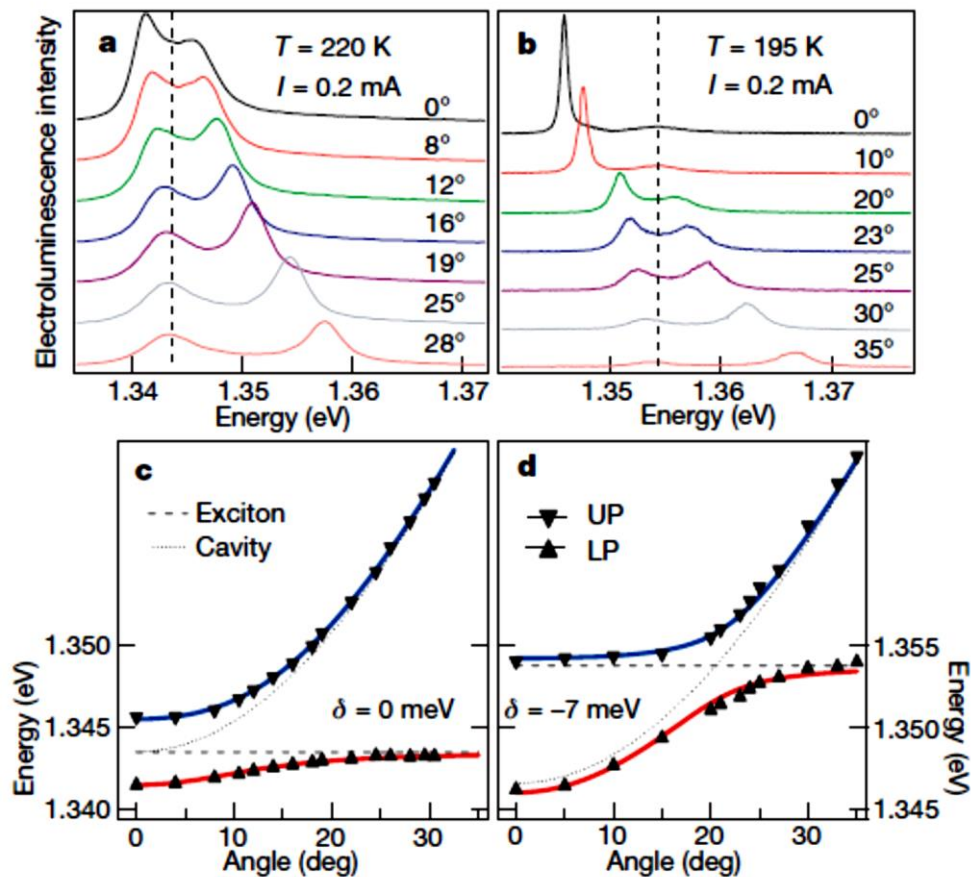 Electroluminescence intensity
a
T = 220 K
I = 0.2 mA
0°
8°
12°
16°
19°
25°
28°
1.34 1.35 1.36 1.37
Energy (eV)
b
T = 195 K
I = 0.2 mA
0°
10°
20°
23°
25°
30°
35°
1.35 1.36 1.37
Energy (eV)
c
Exciton
Cavity
Energy (eV)
1.350
1.345
1.340
δ = 0 meV
0 10 20 30
Angle (deg)
d
UP
LP
δ = −7 meV
1.355
1.350
1.345
Energy (eV)
0 10 20 30
Angle (deg)